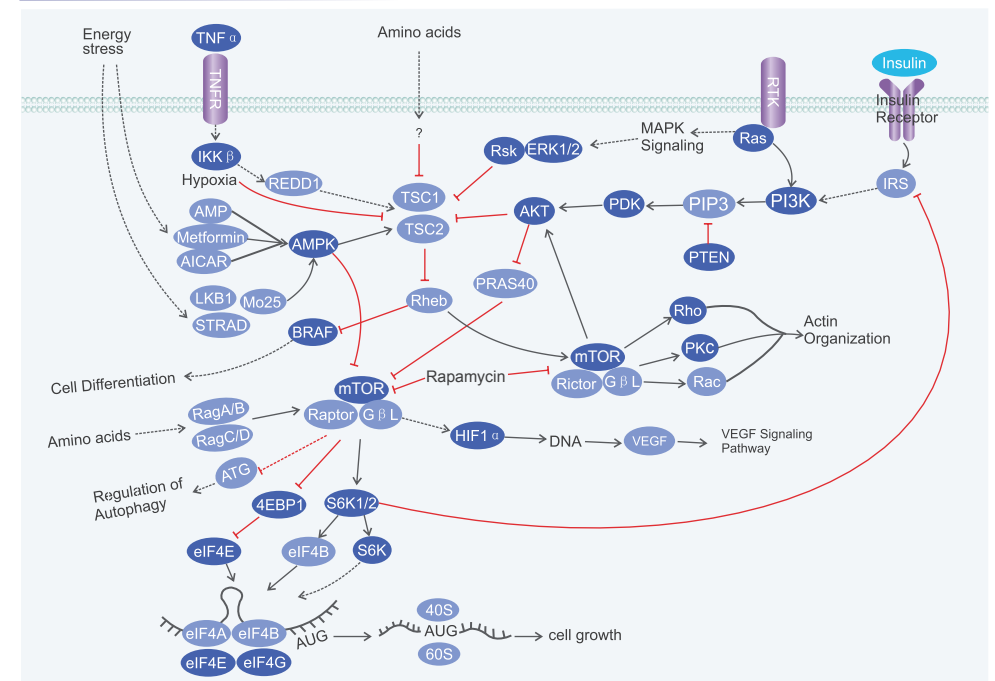 Energy
stress
TNF α
TNFR
Amino acids
?
RTK
Insulin
Insulin
Receptor
IKK β
Hypoxia
REDD1
Rsk
ERK1/2
MAPK
Signaling
Ras
IRS
TSC1
TSC2
AKT
PDK
PIP3
PI3K
PTEN
AMP
Metformin
AICAR
AMPK
LKB1
Mo25
STRAD
PRAS40
Rheb
BRAF
Cell Differentiation
Rho
PKc
Rac
Actin
Organization
mTOR
Rictor
G β L
Rapamycin
mTOR
Raptor
G β L
RagA/B
RagC/D
Amino acids
HIF1 α
DNA
VEGF
VEGF Signaling
Pathway
ATG
Regulation of
Autophagy
4EBP1
S6K1/2
eIF4E
eIF4B
S6K
eIF4A
eIF4B
eIF4E
eIF4G
AUG
40S
AUG
60S
cell growth